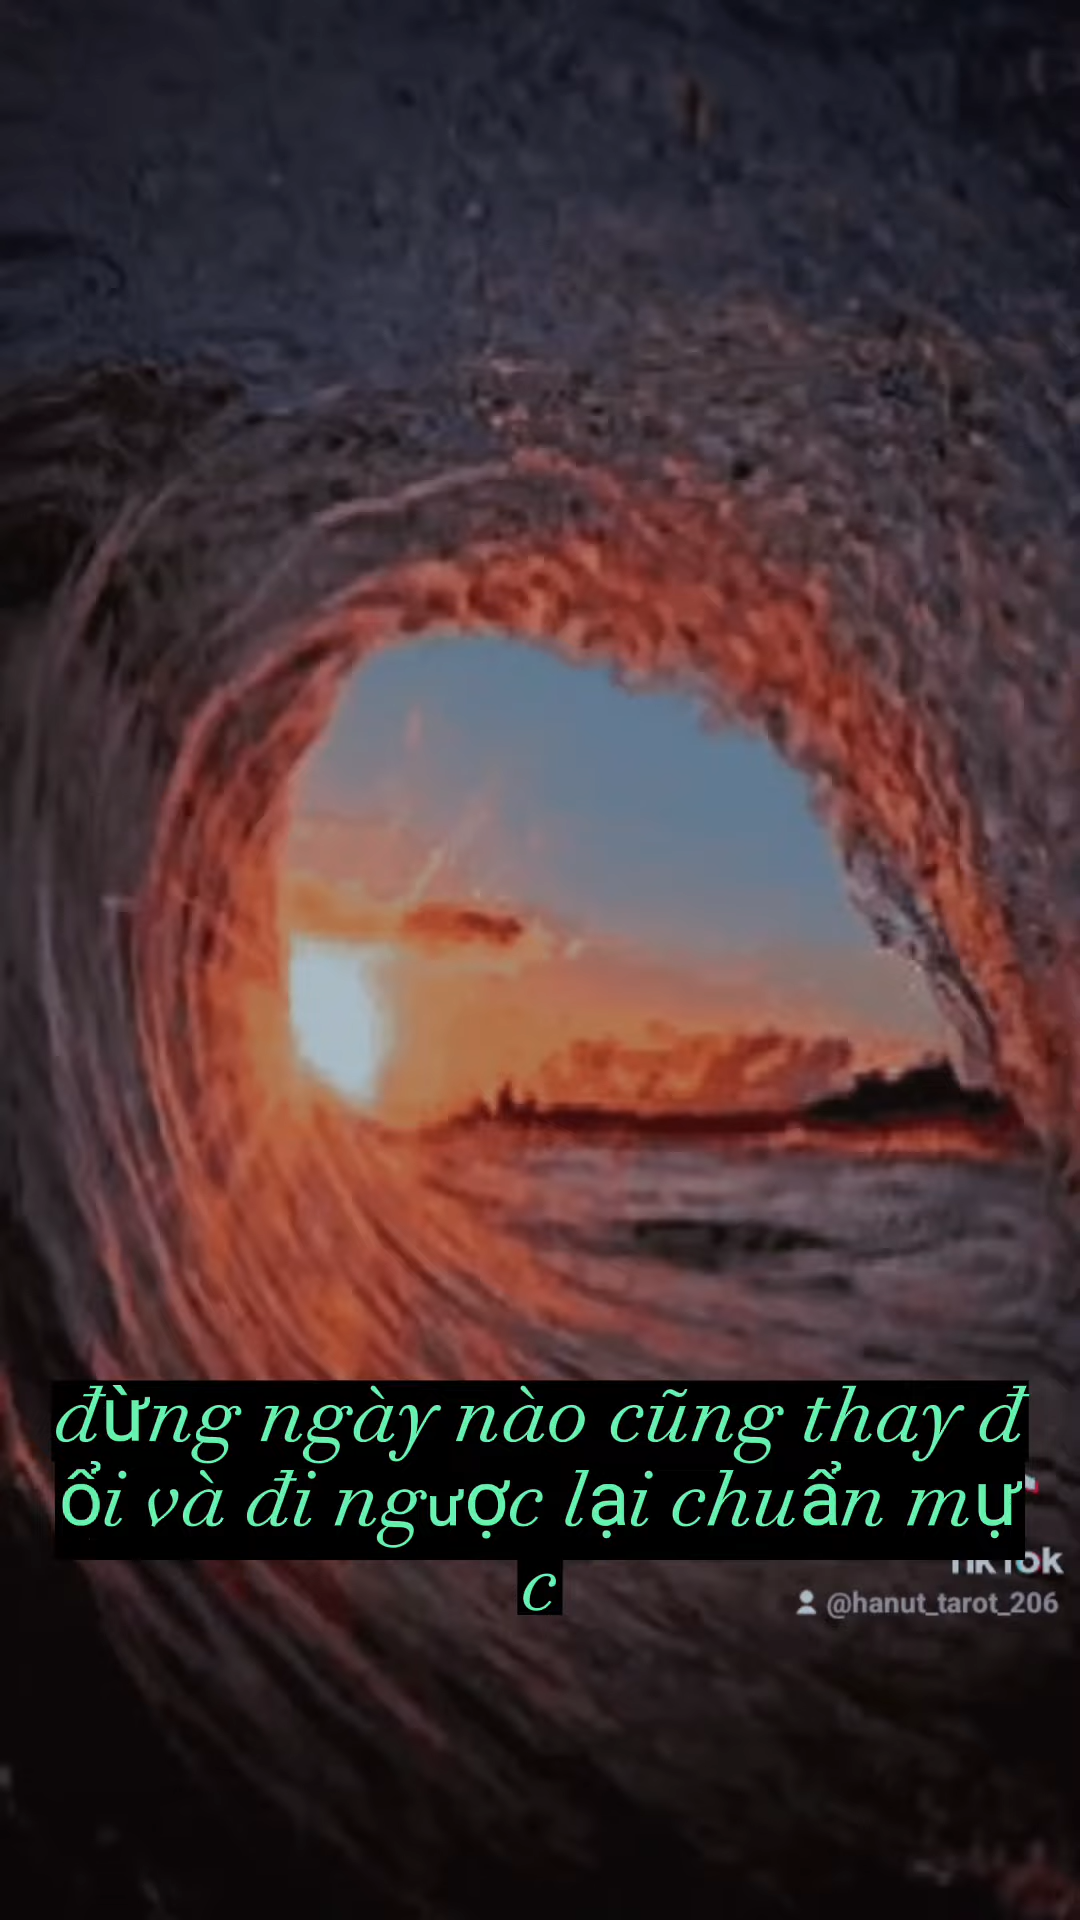 đừng ngày nào cũng thay đ
ổi và đi ngược lại chuẩn mự
c
TikTok
@hanut_tarot_206